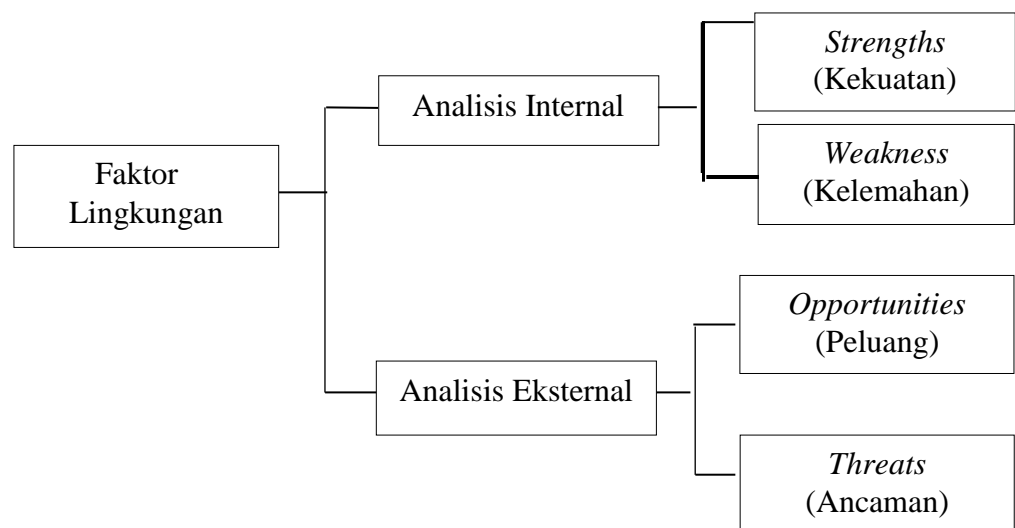 Faktor
Lingkungan
Analisis Internal
Strengths
(Kekuatan)
Weakness
(Kelemahan)
Analisis Eksternal
Opportunities
(Peluang)
Threats
(Ancaman)